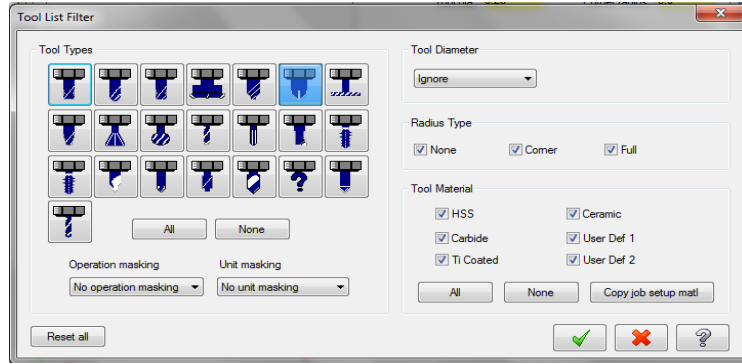 Tool List Filter
Tool Types
All
None
Operation masking
Unit masking
No operation masking
No unit masking
Reset all
Tool Diameter
Ignore
Radius Type
None
Corner
Full
Tool Material
HSS
Ceramic
Carbide
User Def 1
Ti Coated
User Def 2
All
None
Copy job setup matl